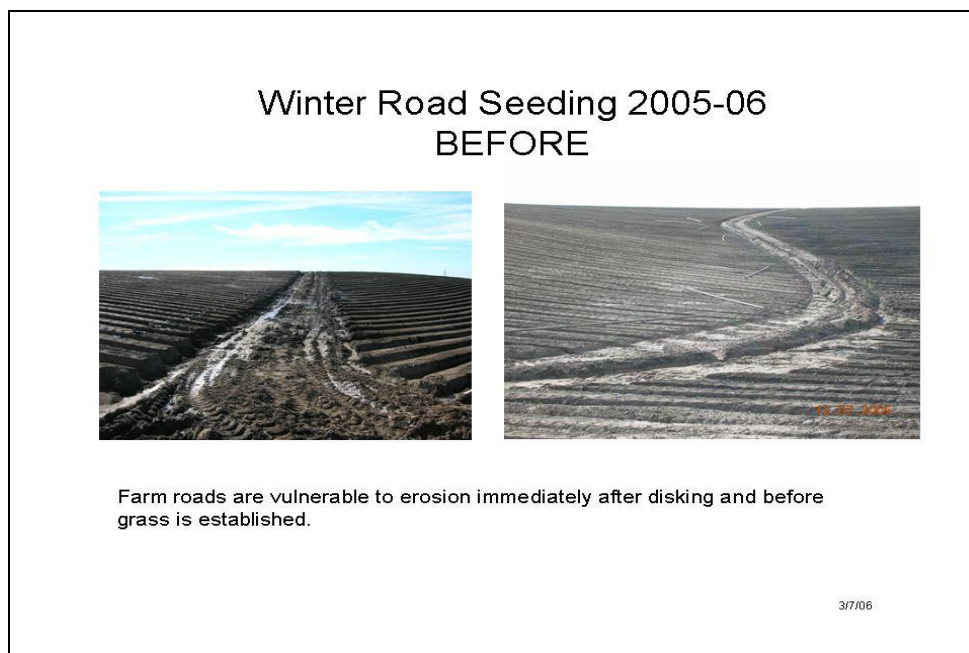 Winter Road Seeding 2005-06
BEFORE
Farm roads are vulnerable to erosion immediately after disking and before
grass is established.
3/7/06